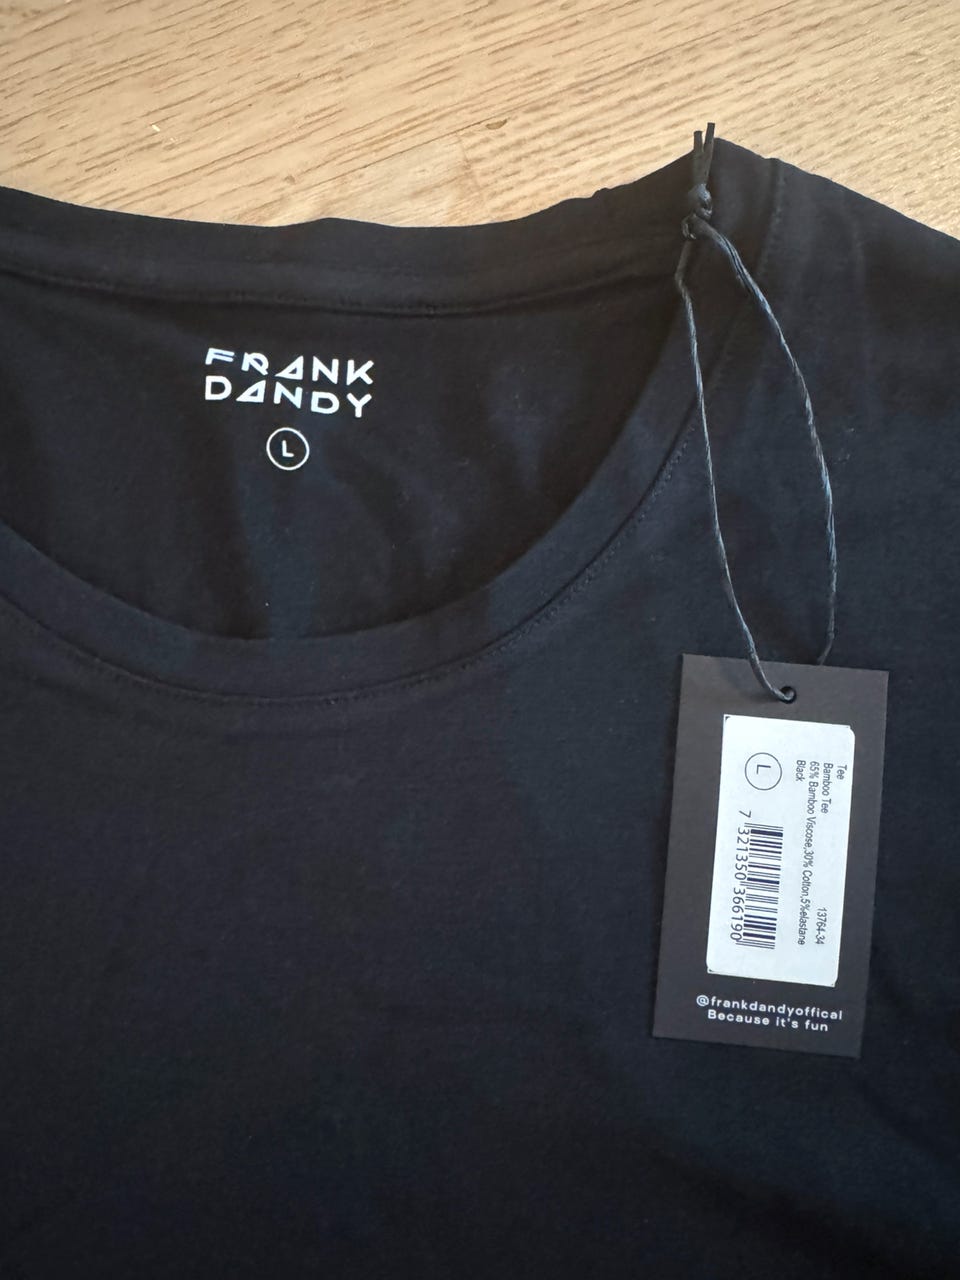 FRANK
DANDY
L
Tee
Bamboo Tee 13764-34
65% Bamboo Viscose,30% Cotton,5%elastane
Black
L
7 321350 366190
@frankdandyoffical
Because it's fun